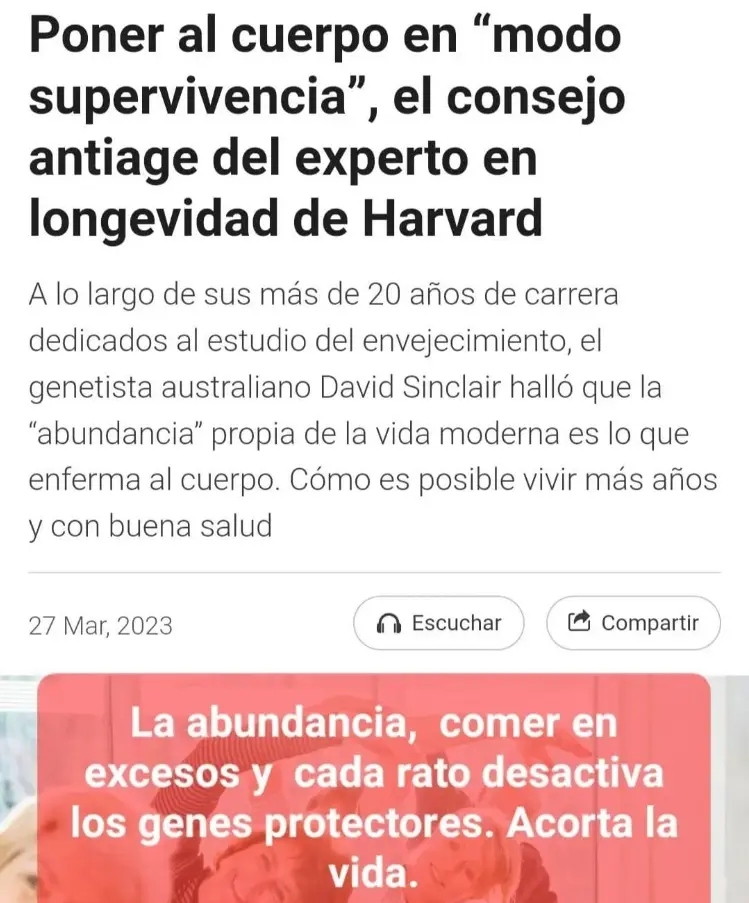 Poner al cuerpo en “modo
supervivencia”, el consejo
antiage del experto en
longevidad de Harvard
A lo largo de sus más de 20 años de carrera
dedicados al estudio del envejecimiento, el
genetista australiano David Sinclair halló que la
“abundancia” propia de la vida moderna es lo que
enferma al cuerpo. Cómo es posible vivir más años
y con buena salud
27 Mar, 2023
Escuchar
Compartir
La abundancia, comer en
excesos y cada rato desactiva
los genes protectores. Acorta la
vida.